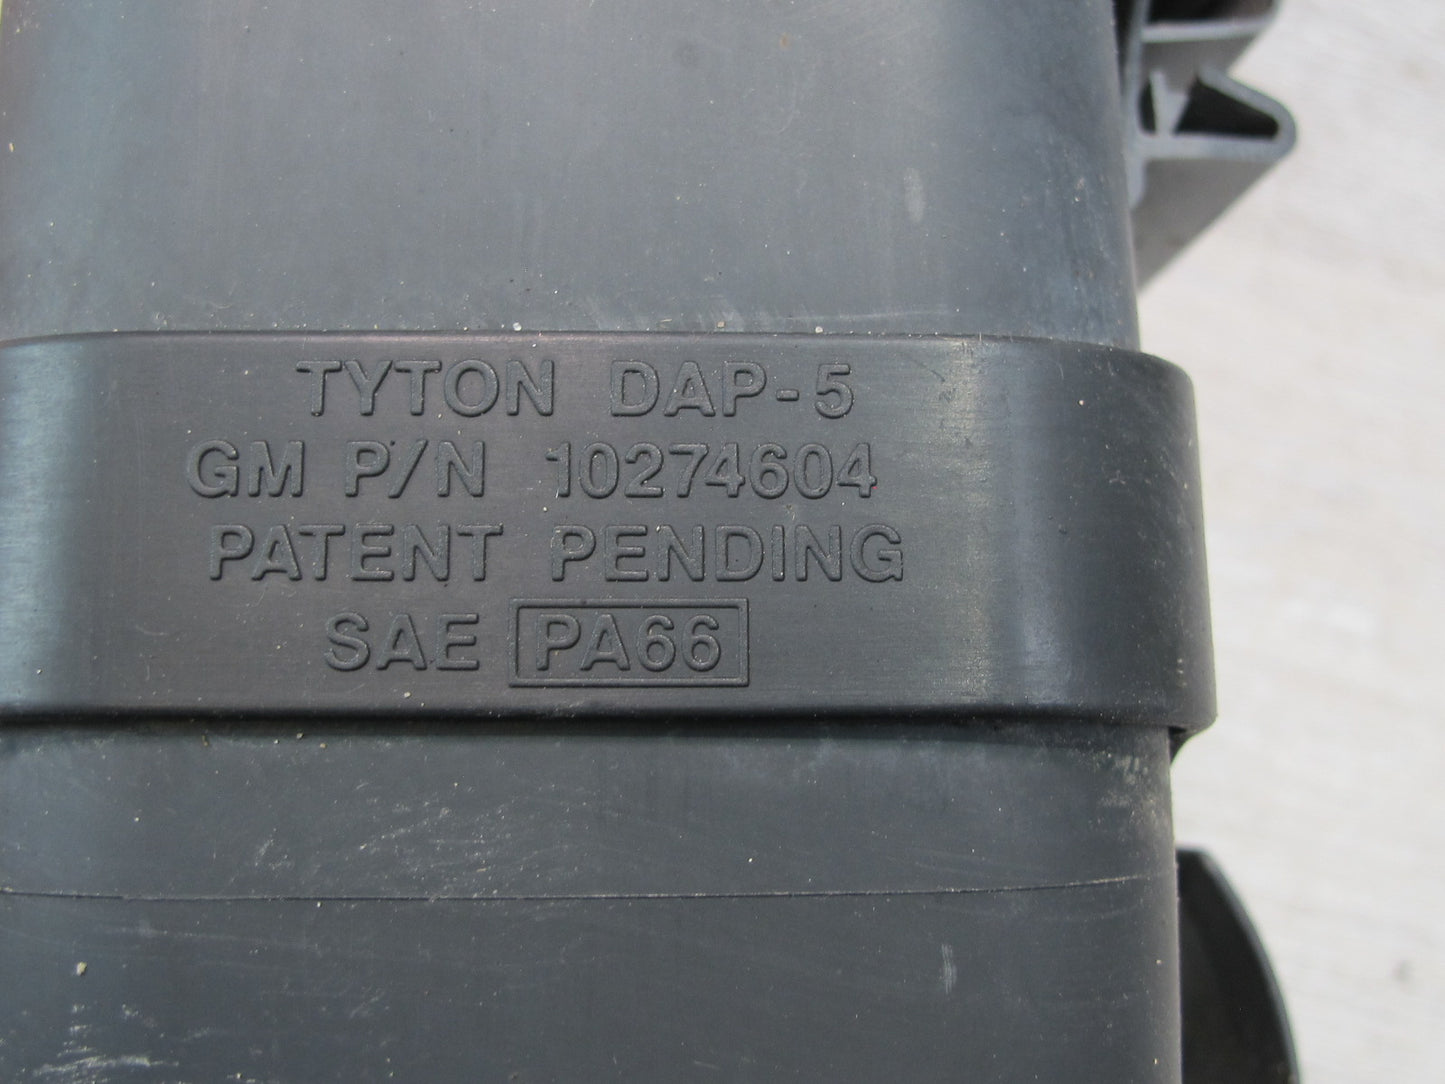 TYTON DAP-5
GM P/N 10274604
PATENT PENDING
SAE PA66